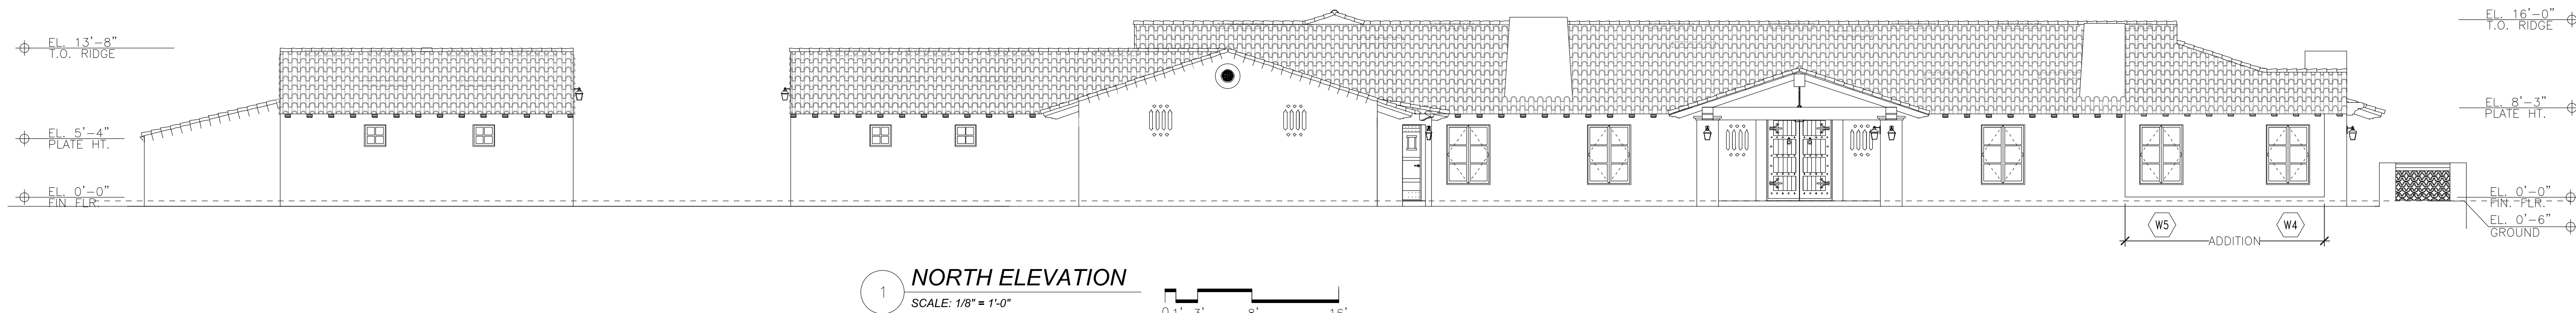 EL. 13'-8"
T.O. RIDGE
EL. 5'-4"
PLATE HT.
EL. 0'-0"
FIN FLR.
EL. 16'-0"
T.O. RIDGE
EL. 8'-3"
PLATE HT.
EL. 0'-0"
FIN. FLR.
EL. 0'-6"
GROUND
W5
W4
ADDITION
1
NORTH ELEVATION
SCALE: 1/8" = 1'-0"
0 1' 3' 8' 16'